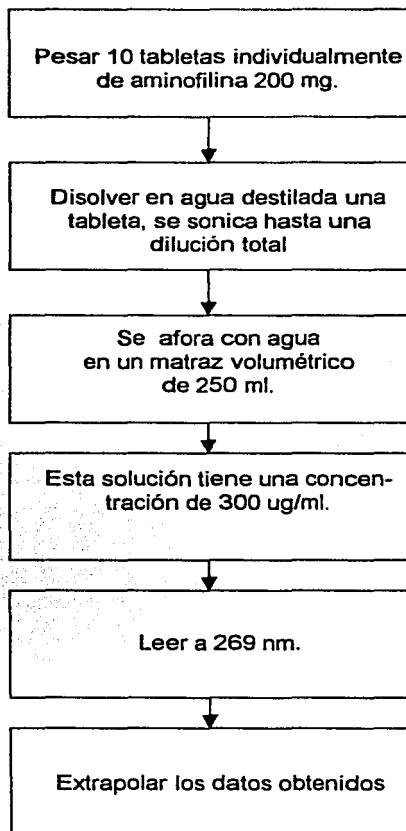 Pesar 10 tabletas individualmente
de aminofilina 200 mg.
Disolver en agua destilada una
tableta, se sonica hasta una
dilución total
Se afora con agua
en un matraz volumétrico
de 250 ml.
Esta solución tiene una concen-
tración de 300 ug/ml.
Leer a 269 nm.
Extrapolar los datos obtenidos